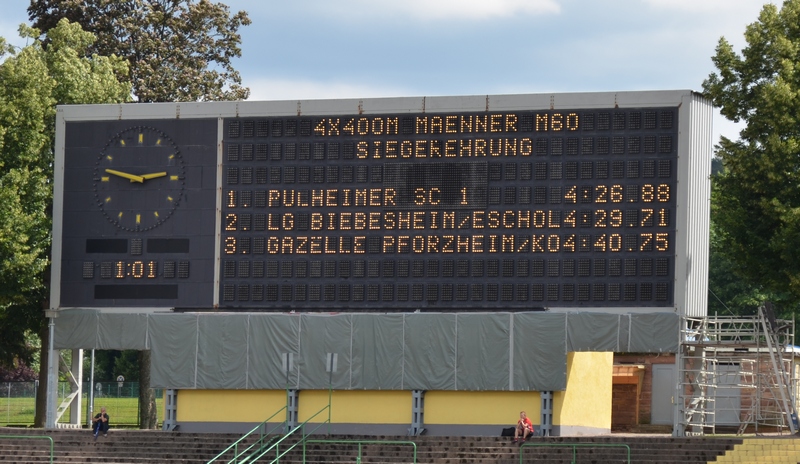 4X400M MAENNER M60
SIEGEREHRUNG
1. PULHEIMER SC 1 4:26.88
2. LG BIEBESHEIM/ESCHOL4:29.71
3. GAZELLE PFORZHEIM/KO4:40.75
1:01